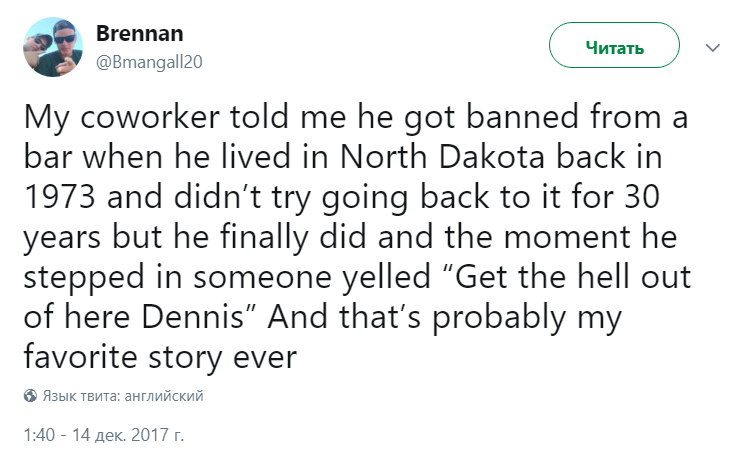 Brennan
@Bmangall20
Читать
My coworker told me he got banned from a
bar when he lived in North Dakota back in
1973 and didn’t try going back to it for 30
years but he finally did and the moment he
stepped in someone yelled “Get the hell out
of here Dennis” And that’s probably my
favorite story ever
Язык твита: английский
1:40 - 14 дек. 2017 г.